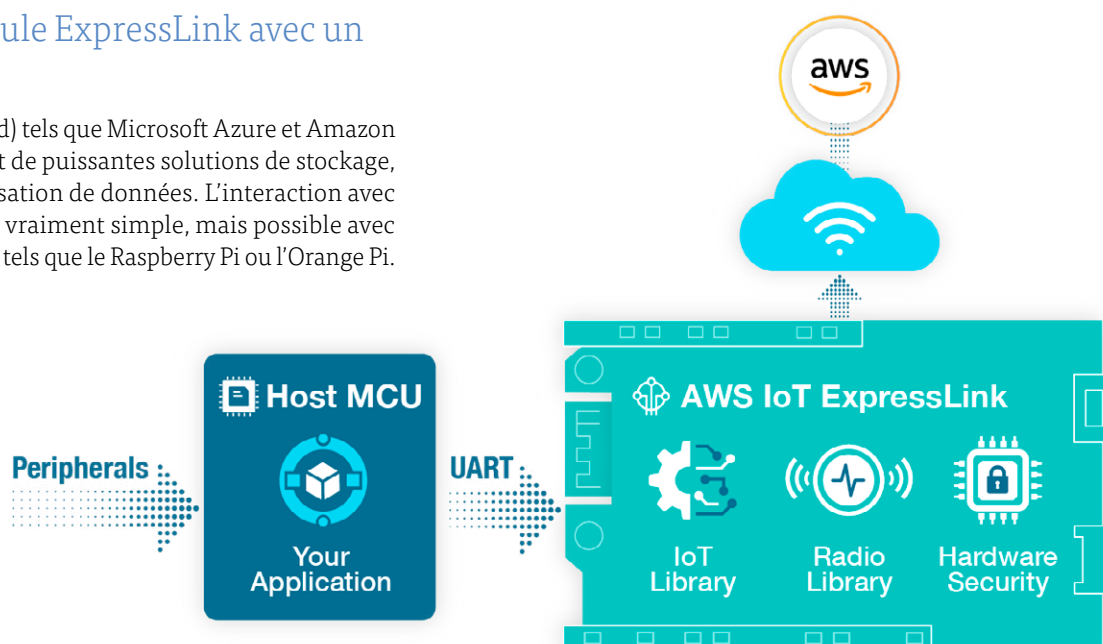 ule ExpressLink avec un
d) tels que Microsoft Azure et Amazon
t de puissantes solutions de stockage,
sation de données. L’interaction avec
vraiment simple, mais possible avec
tels que le Raspberry Pi ou l’Orange Pi.
aws
Host MCU
AWS IoT ExpressLink
Peripherals
UART
Your
Application
IoT
Library
Radio
Library
Hardware
Security